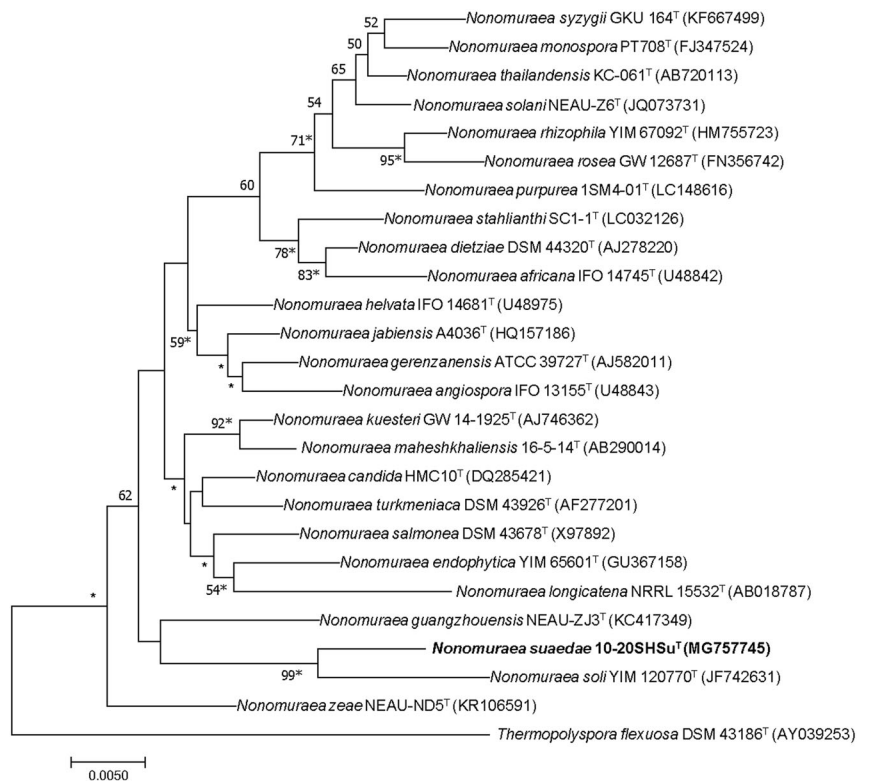 52
Nonomuraea syzygii GKU 164ᵀ (KF667499)
50
Nonomuraea monospora PT708ᵀ (FJ347524)
65
Nonomuraea thailandensis KC-061ᵀ (AB720113)
54
Nonomuraea solani NEAU-Z6ᵀ (JQ073731)
71*
Nonomuraea rhizophila YIM 67092ᵀ (HM755723)
95*
Nonomuraea rosea GW 12687ᵀ (FN356742)
60
Nonomuraea purpurea 1SM4-01ᵀ (LC148616)
Nonomuraea stahlianthi SC1-1ᵀ (LC032126)
78*
Nonomuraea dietziae DSM 44320ᵀ (AJ278220)
83*
Nonomuraea africana IFO 14745ᵀ (U48842)
Nonomuraea helvata IFO 14681ᵀ (U48975)
59*
Nonomuraea jabiensis A4036ᵀ (HQ157186)
*
Nonomuraea gerenzanensis ATCC 39727ᵀ (AJ582011)
*
Nonomuraea angiospora IFO 13155ᵀ (U48843)
92*
Nonomuraea kuesteri GW 14-1925ᵀ (AJ746362)
Nonomuraea maheshkhaliensis 16-5-14ᵀ (AB290014)
*
Nonomuraea candida HMC10ᵀ (DQ285421)
62
Nonomuraea turkmeniaca DSM 43926ᵀ (AF277201)
Nonomuraea salmonea DSM 43678ᵀ (X97892)
*
Nonomuraea endophytica YIM 65601ᵀ (GU367158)
54*
Nonomuraea longicatena NRRL 15532ᵀ (AB018787)
*
Nonomuraea guangzhouensis NEAU-ZJ3ᵀ (KC417349)
Nonomuraea suaedae 10-20SHSuᵀ (MG757745)
99*
Nonomuraea soli YIM 120770ᵀ (JF742631)
Nonomuraea zeae NEAU-ND5ᵀ (KR106591)
Thermopolyspora flexuosa DSM 43186ᵀ (AY039253)
0.0050